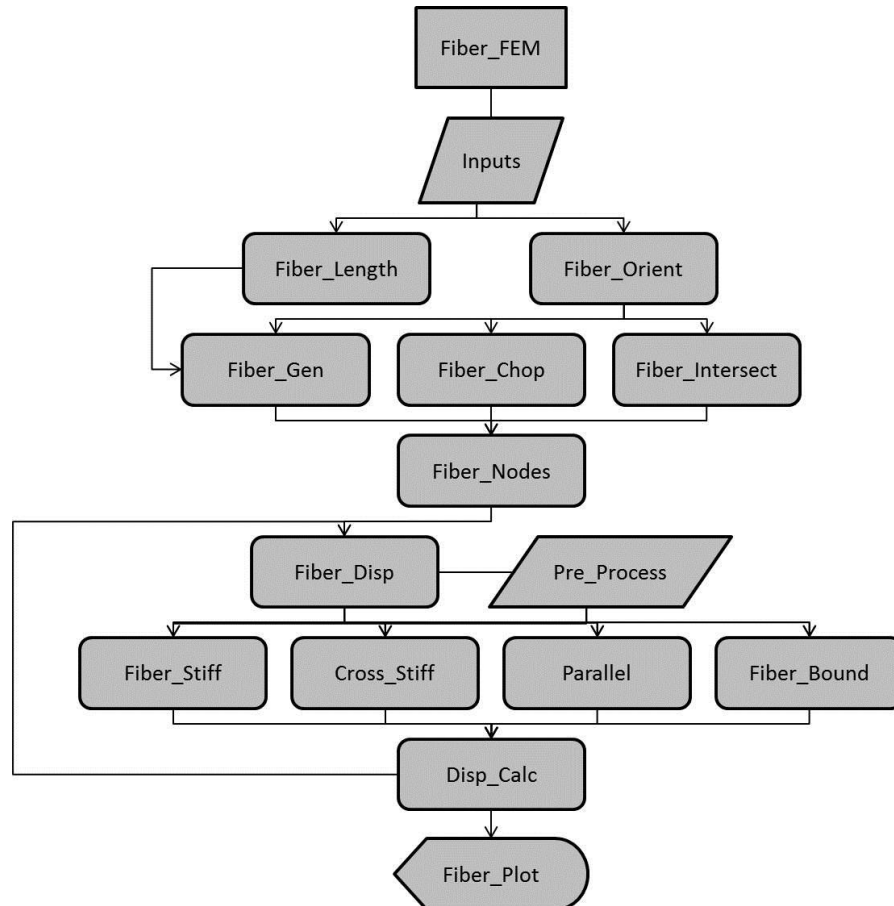 Fiber_FEM
Inputs
Fiber_Length
Fiber_Orient
Fiber_Gen
Fiber_Chop
Fiber_Intersect
Fiber_Nodes
Fiber_Disp
Pre_Process
Fiber_Stiff
Cross_Stiff
Parallel
Fiber_Bound
Disp_Calc
Fiber_Plot